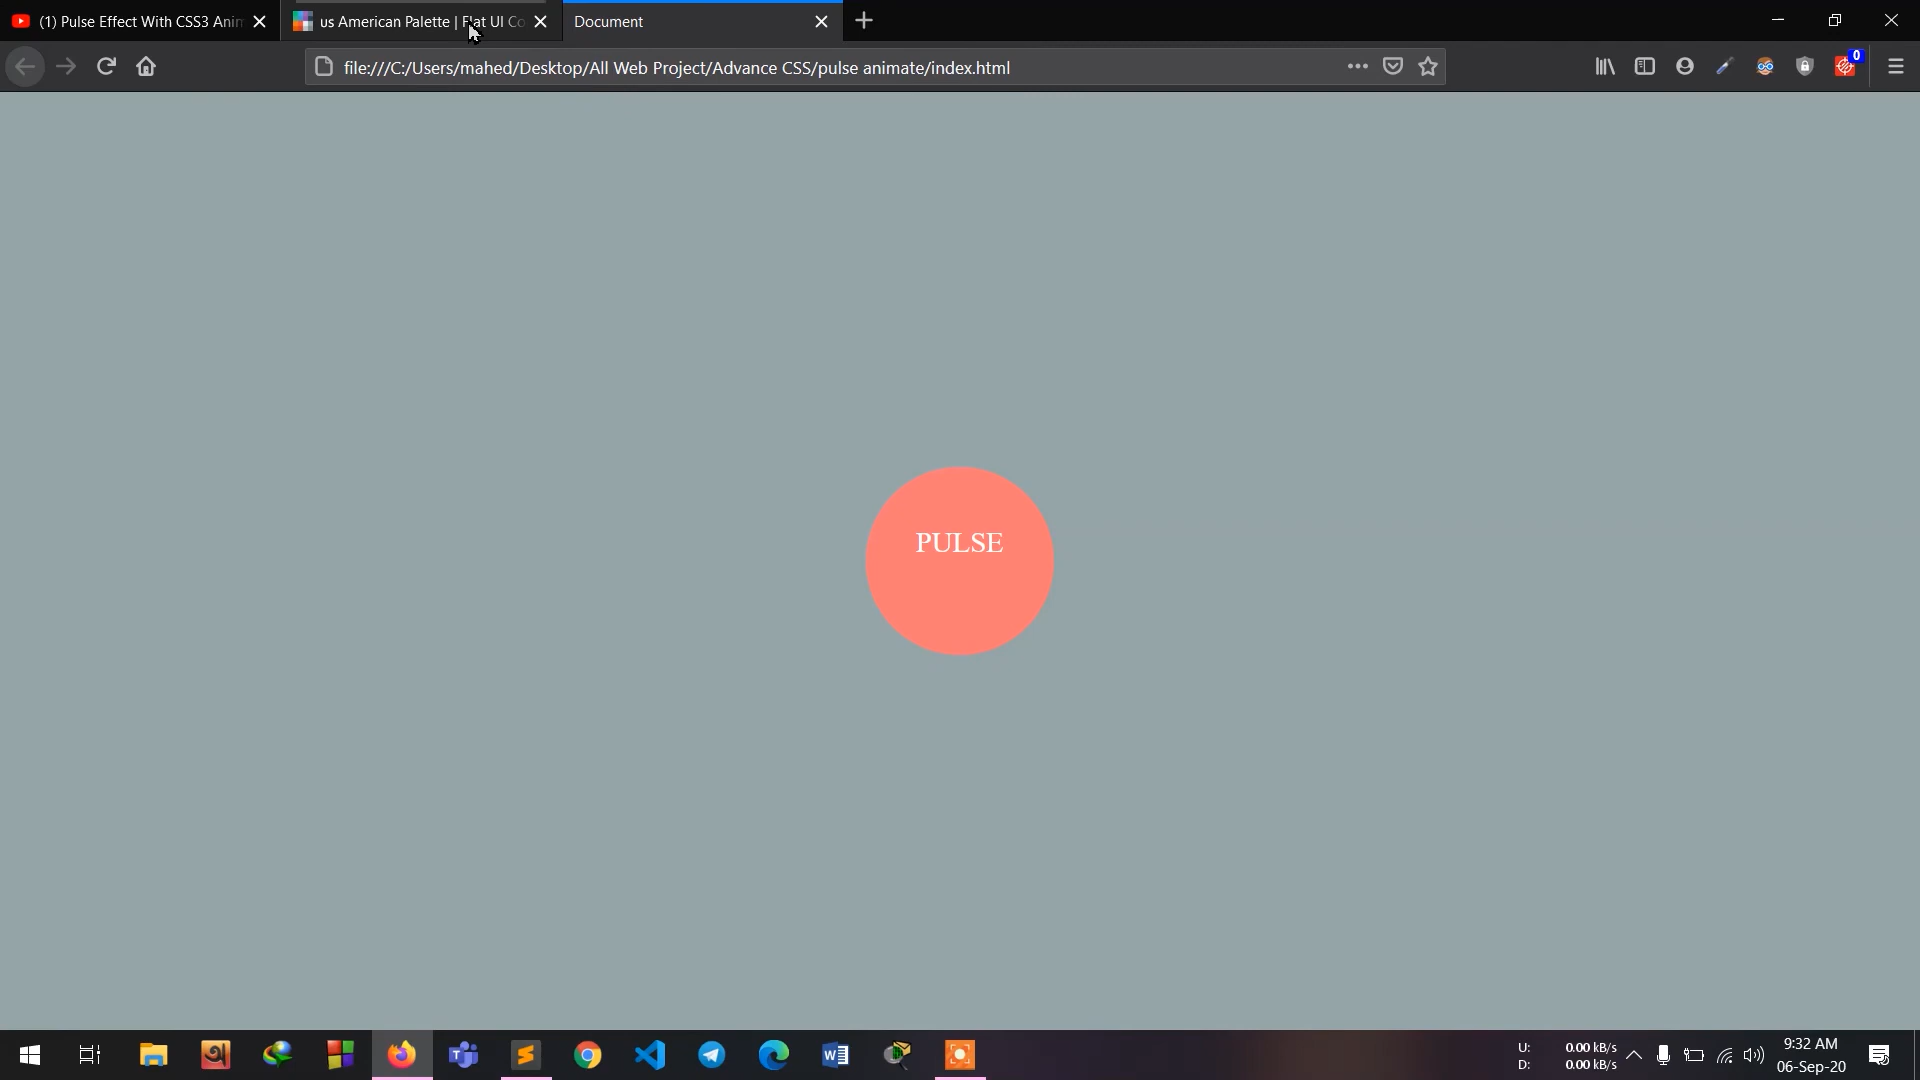 (1) Pulse Effect With CSS3 Anim
us American Palette | Flat UI Co
Document
file:///C:/Users/mahed/Desktop/All Web Project/Advance CSS/pulse animate/index.html
0
PULSE
U: 0.00 kB/s
D: 0.00 kB/s
9:32 AM
06-Sep-20